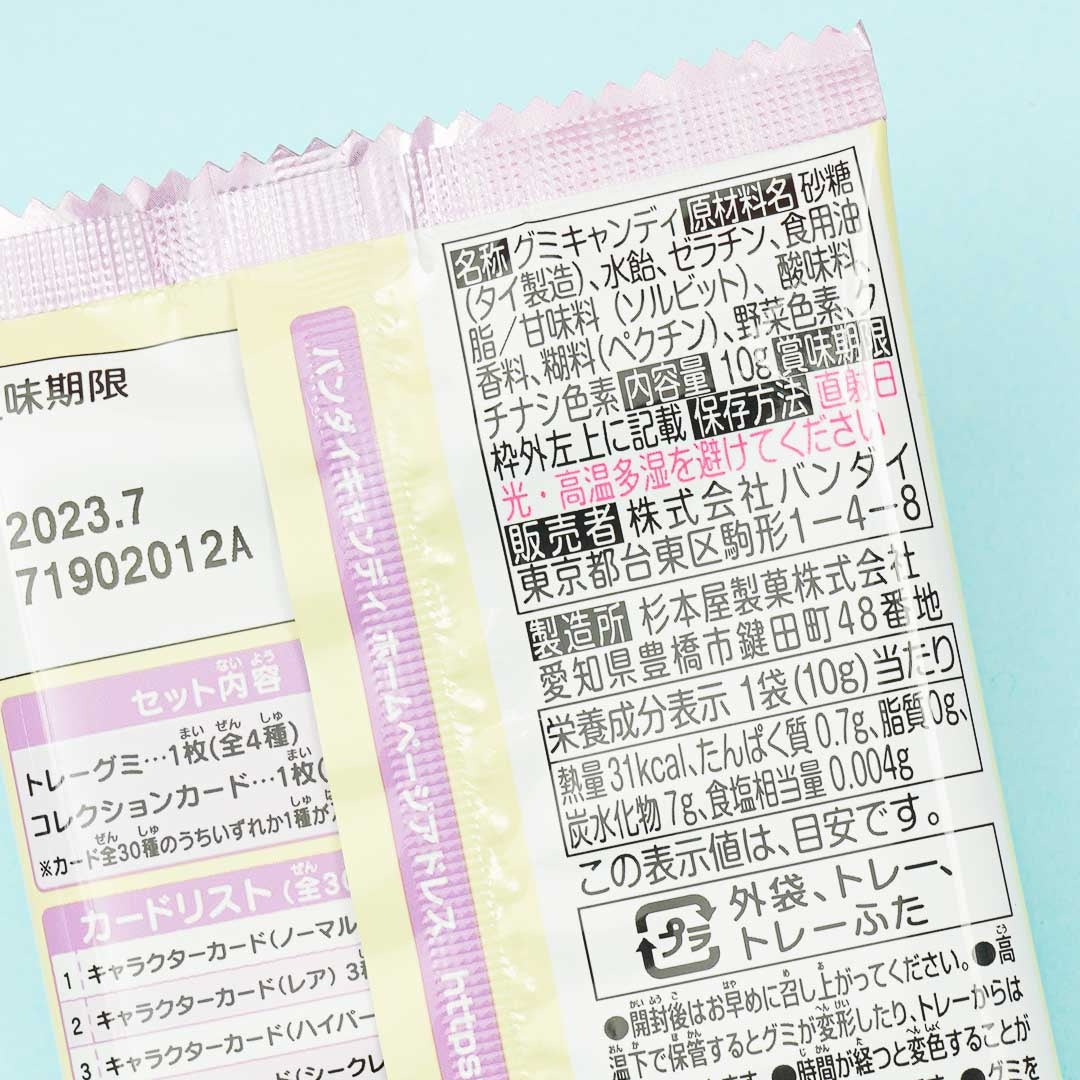 味期限
2023.7
71902012A
セット内容
トレーグミ…1枚(全4種)
コレクションカード…1枚(
※カード全30種のうちいずれか1種が
カードリスト(全3
1 キャラクターカード(ノーマル
2 キャラクターカード(レア) 3種
3 キャラクターカード(ハイパー
ド(シークレ
バンダイキャンディ ホームページアドレス https
名称 グミキャンディ 原材料名 砂糖
(タイ製造)、水飴、ゼラチン、食用油
脂／甘味料(ソルビット)、酸味料、
香料、糊料(ペクチン)、野菜色素、ク
チナシ色素 内容量 10g 賞味期限
枠外左上に記載 保存方法 直射日
光・高温多湿を避けてください
販売者 株式会社バンダイ
東京都台東区駒形1－4－8
製造所 杉本屋製菓株式会社
愛知県豊橋市鍵田町48番地
栄養成分表示 1袋(10g)当たり
熱量31kcal、たんぱく質0.7g、脂質0g、
炭水化物7g、食塩相当量0.004g
この表示値は、目安です。
プラ
外袋、トレー、
トレーふた
●開封後はお早めに召し上がってください。●高
温下で保管するとグミが変形したり、トレーからは
ます。●時間が経つと変色することが
●グミを